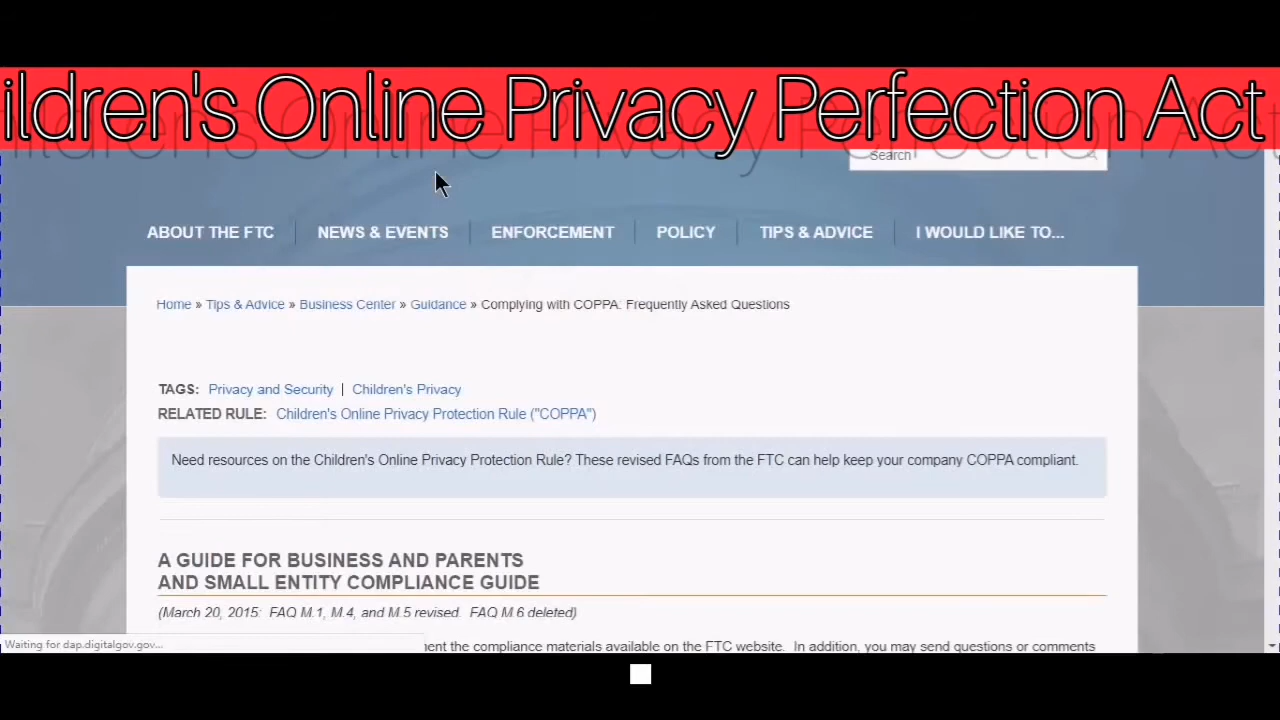 ildren's Online Privacy Perfection Act
Search
ABOUT THE FTC NEWS & EVENTS ENFORCEMENT POLICY TIPS & ADVICE I WOULD LIKE TO...
Home » Tips & Advice » Business Center » Guidance » Complying with COPPA: Frequently Asked Questions
TAGS: Privacy and Security | Children's Privacy
RELATED RULE: Children's Online Privacy Protection Rule ("COPPA")
Need resources on the Children's Online Privacy Protection Rule? These revised FAQs from the FTC can help keep your company COPPA compliant.
A GUIDE FOR BUSINESS AND PARENTS
AND SMALL ENTITY COMPLIANCE GUIDE
(March 20, 2015: FAQ M.1, M.4, and M.5 revised. FAQ M.6 deleted)
Waiting for dap.digitalgov.gov...
ent the compliance materials available on the FTC website. In addition, you may send questions or comments